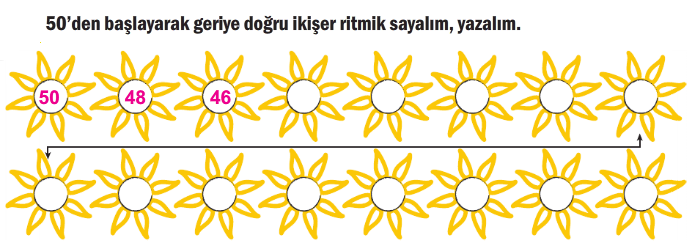 50’den başlayarak geriye doğru ikişer ritmik sayalım, yazalım.
50 48 46